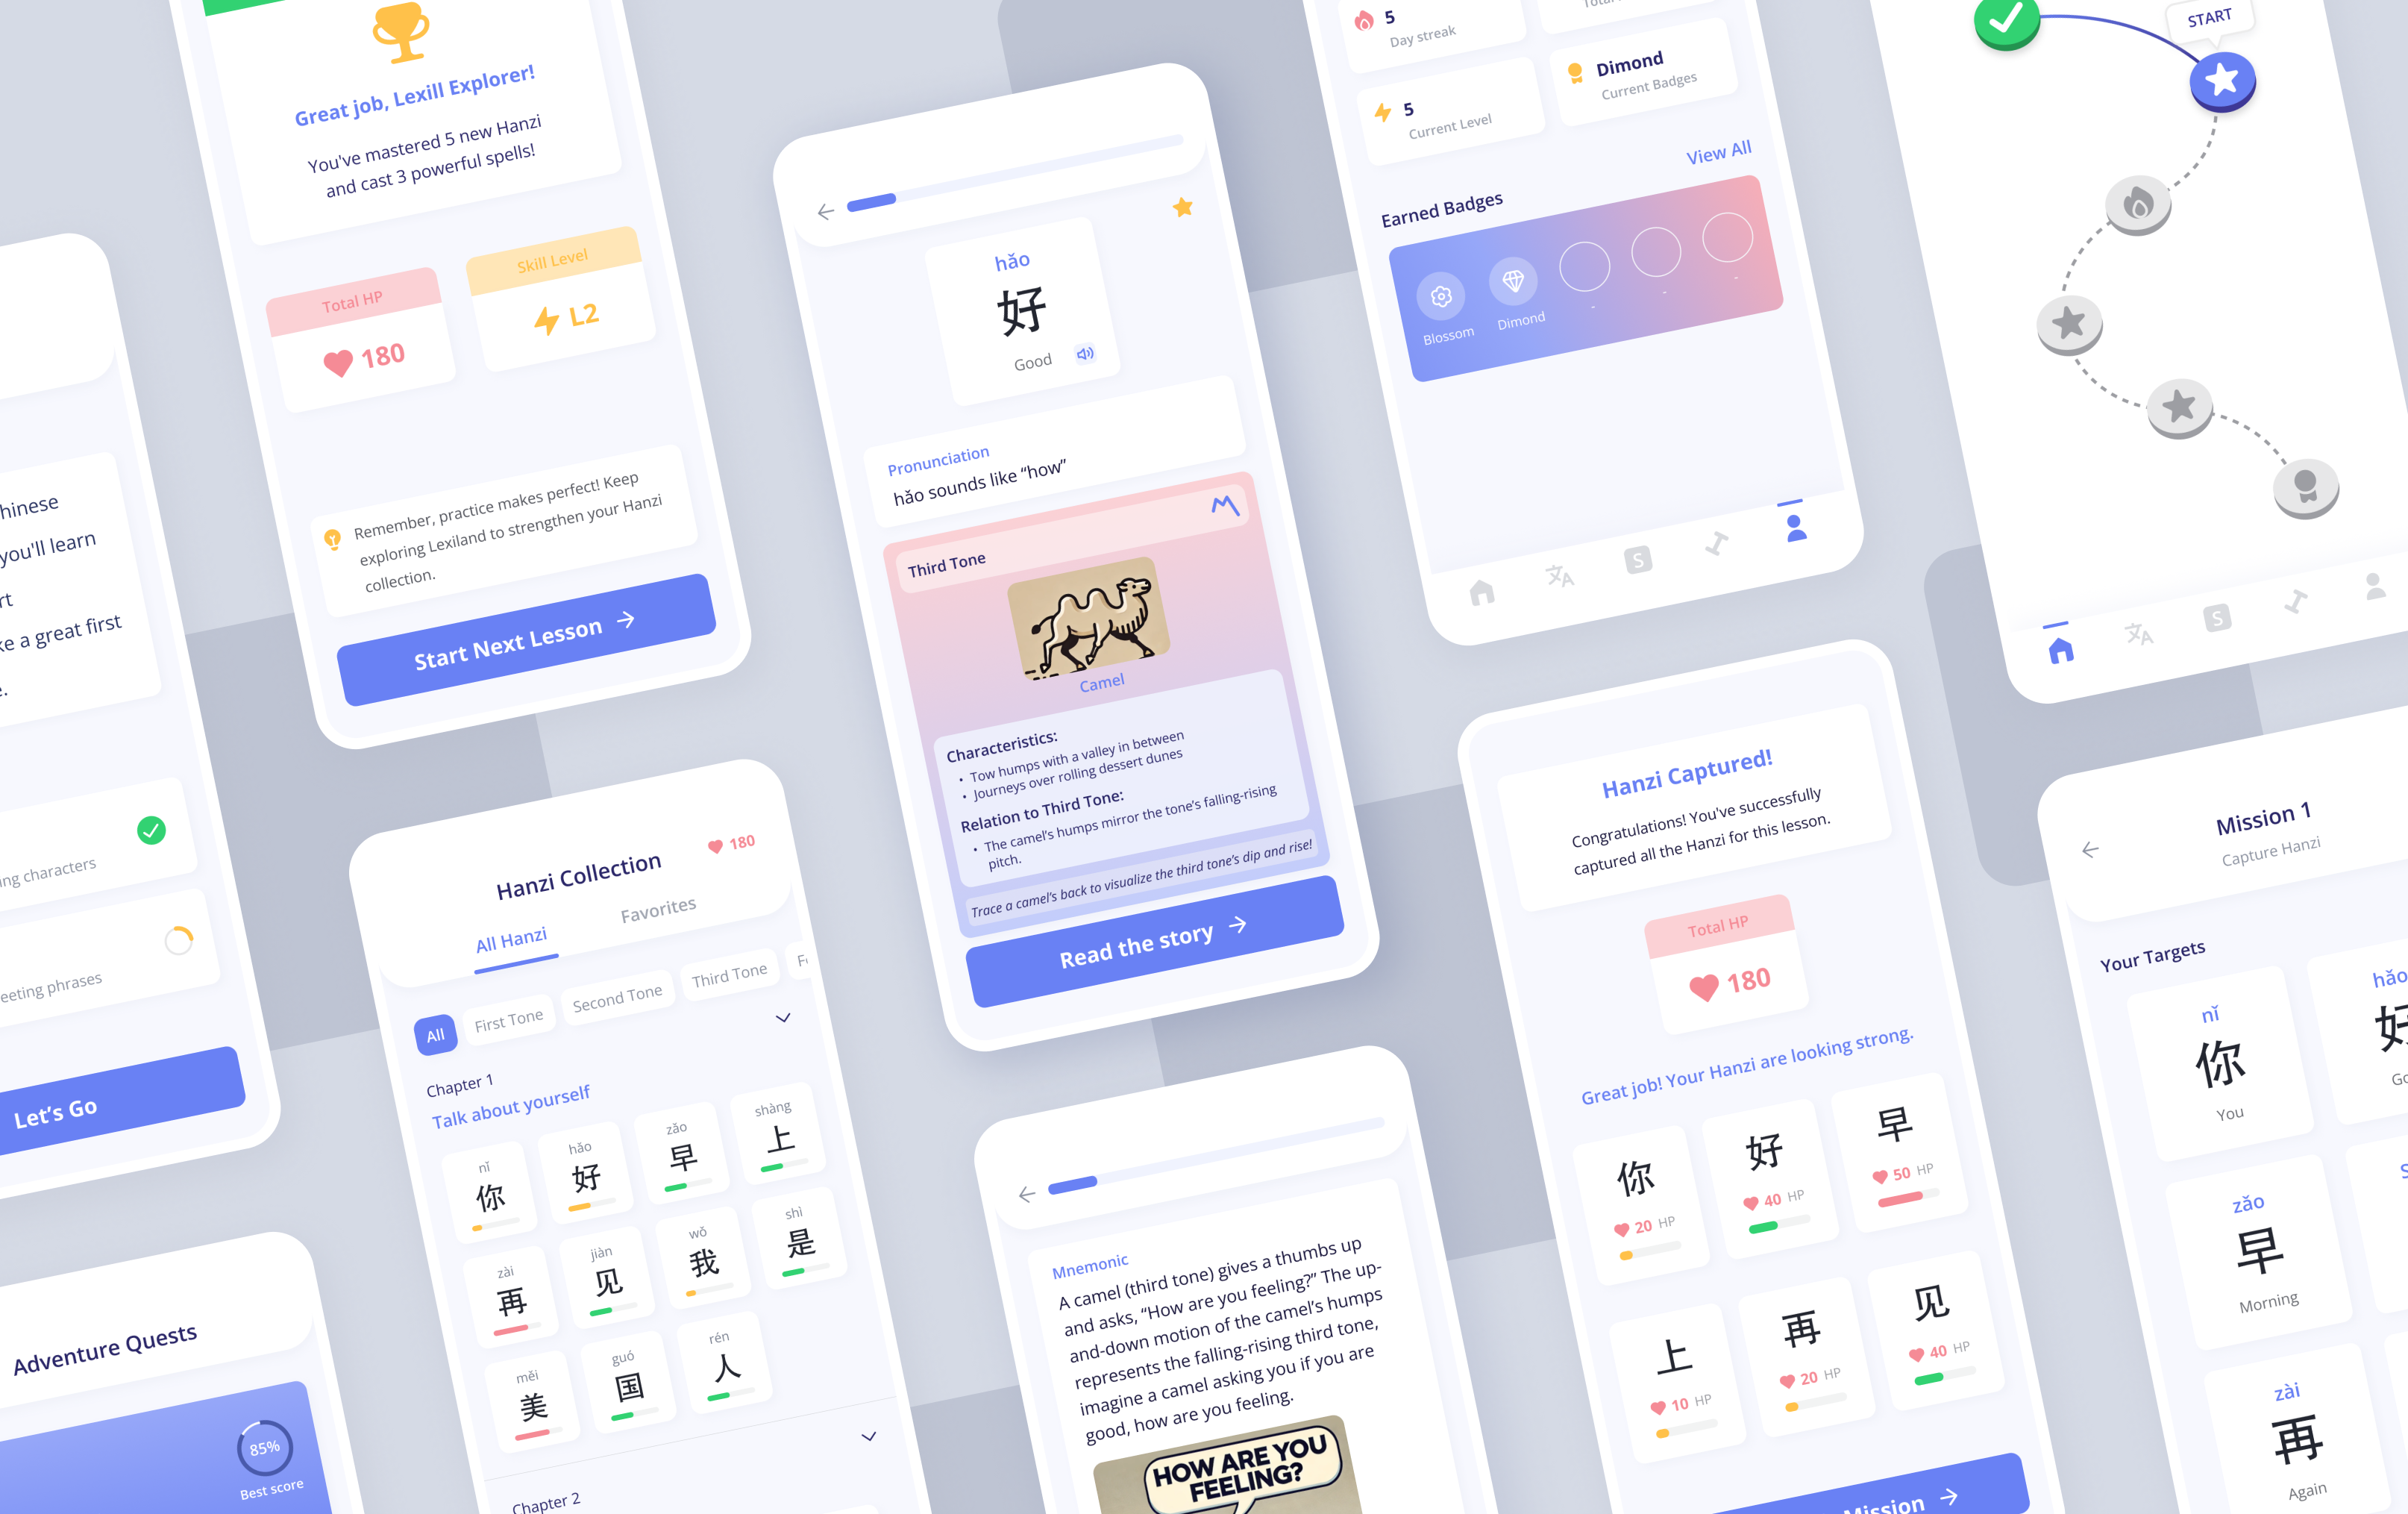 hinese
you'll learn
rt
ke a great first
e.
ing characters
eeting phrases
Let's Go
Adventure Quests
85%
Best score
Great job, Lexill Explorer!
You've mastered 5 new Hanzi
and cast 3 powerful spells!
Total HP
180
Skill Level
L2
Remember, practice makes perfect! Keep
exploring Lexiland to strengthen your Hanzi
collection.
Start Next Lesson
Hanzi Collection
180
All Hanzi
Favorites
All
First Tone
Second Tone
Third Tone
Chapter 1
Talk about yourself
nǐ
你
hǎo
好
zǎo
早
shàng
上
zài
再
jiàn
见
wǒ
我
shì
是
měi
美
guó
国
rén
人
Chapter 2
hǎo
好
Good
Pronunciation
hǎo sounds like “how”
Third Tone
Camel
Characteristics:
• Tow humps with a valley in between
• Journeys over rolling dessert dunes
Relation to Third Tone:
• The camel’s humps mirror the tone’s falling-rising
pitch.
Trace a camel’s back to visualize the third tone’s dip and rise!
Read the story
Mnemonic
A camel (third tone) gives a thumbs up
and asks, “How are you feeling?” The up-
and-down motion of the camel’s humps
represents the falling-rising third tone,
imagine a camel asking you if you are
good, how are you feeling.
HOW ARE YOU
FEELING?
5
Day streak
5
Current Level
Dimond
Current Badges
View All
Earned Badges
Blossom
-
Dimond
-
-
S
Hanzi Captured!
Congratulations! You've successfully
captured all the Hanzi for this lesson.
Total HP
180
Great job! Your Hanzi are looking strong.
你
20 HP
好
40 HP
早
50 HP
上
10 HP
再
20 HP
见
40 HP
Mission
START
S
Mission 1
Capture Hanzi
Your Targets
nǐ
你
You
hǎo
好
Go
zǎo
早
Morning
S
zài
再
Again